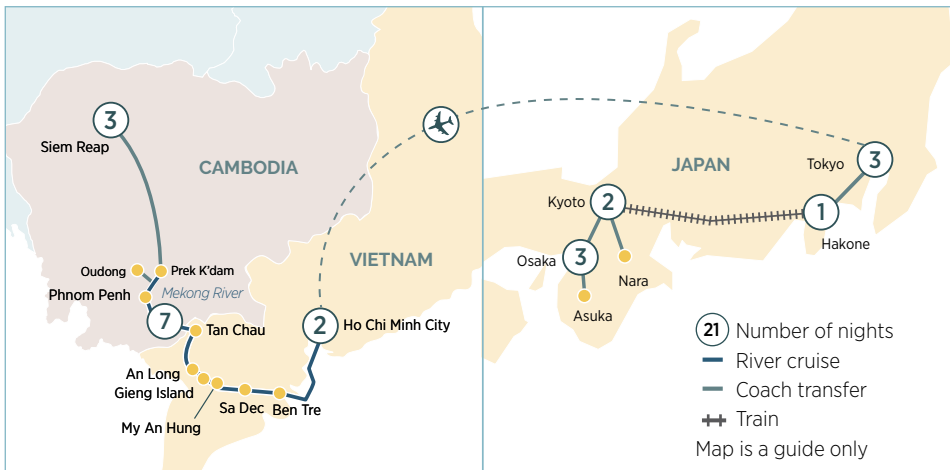 3
Siem Reap
CAMBODIA
Oudong
Prek K'dam
Phnom Penh
Mekong River
7
Tan Chau
VIETNAM
2
Ho Chi Minh City
An Long
Gieng Island
My An Hung
Sa Dec
Ben Tre
JAPAN
Tokyo
3
1
Hakone
Kyoto
2
Osaka
3
Nara
Asuka
21 Number of nights
River cruise
Coach transfer
Train
Map is a guide only